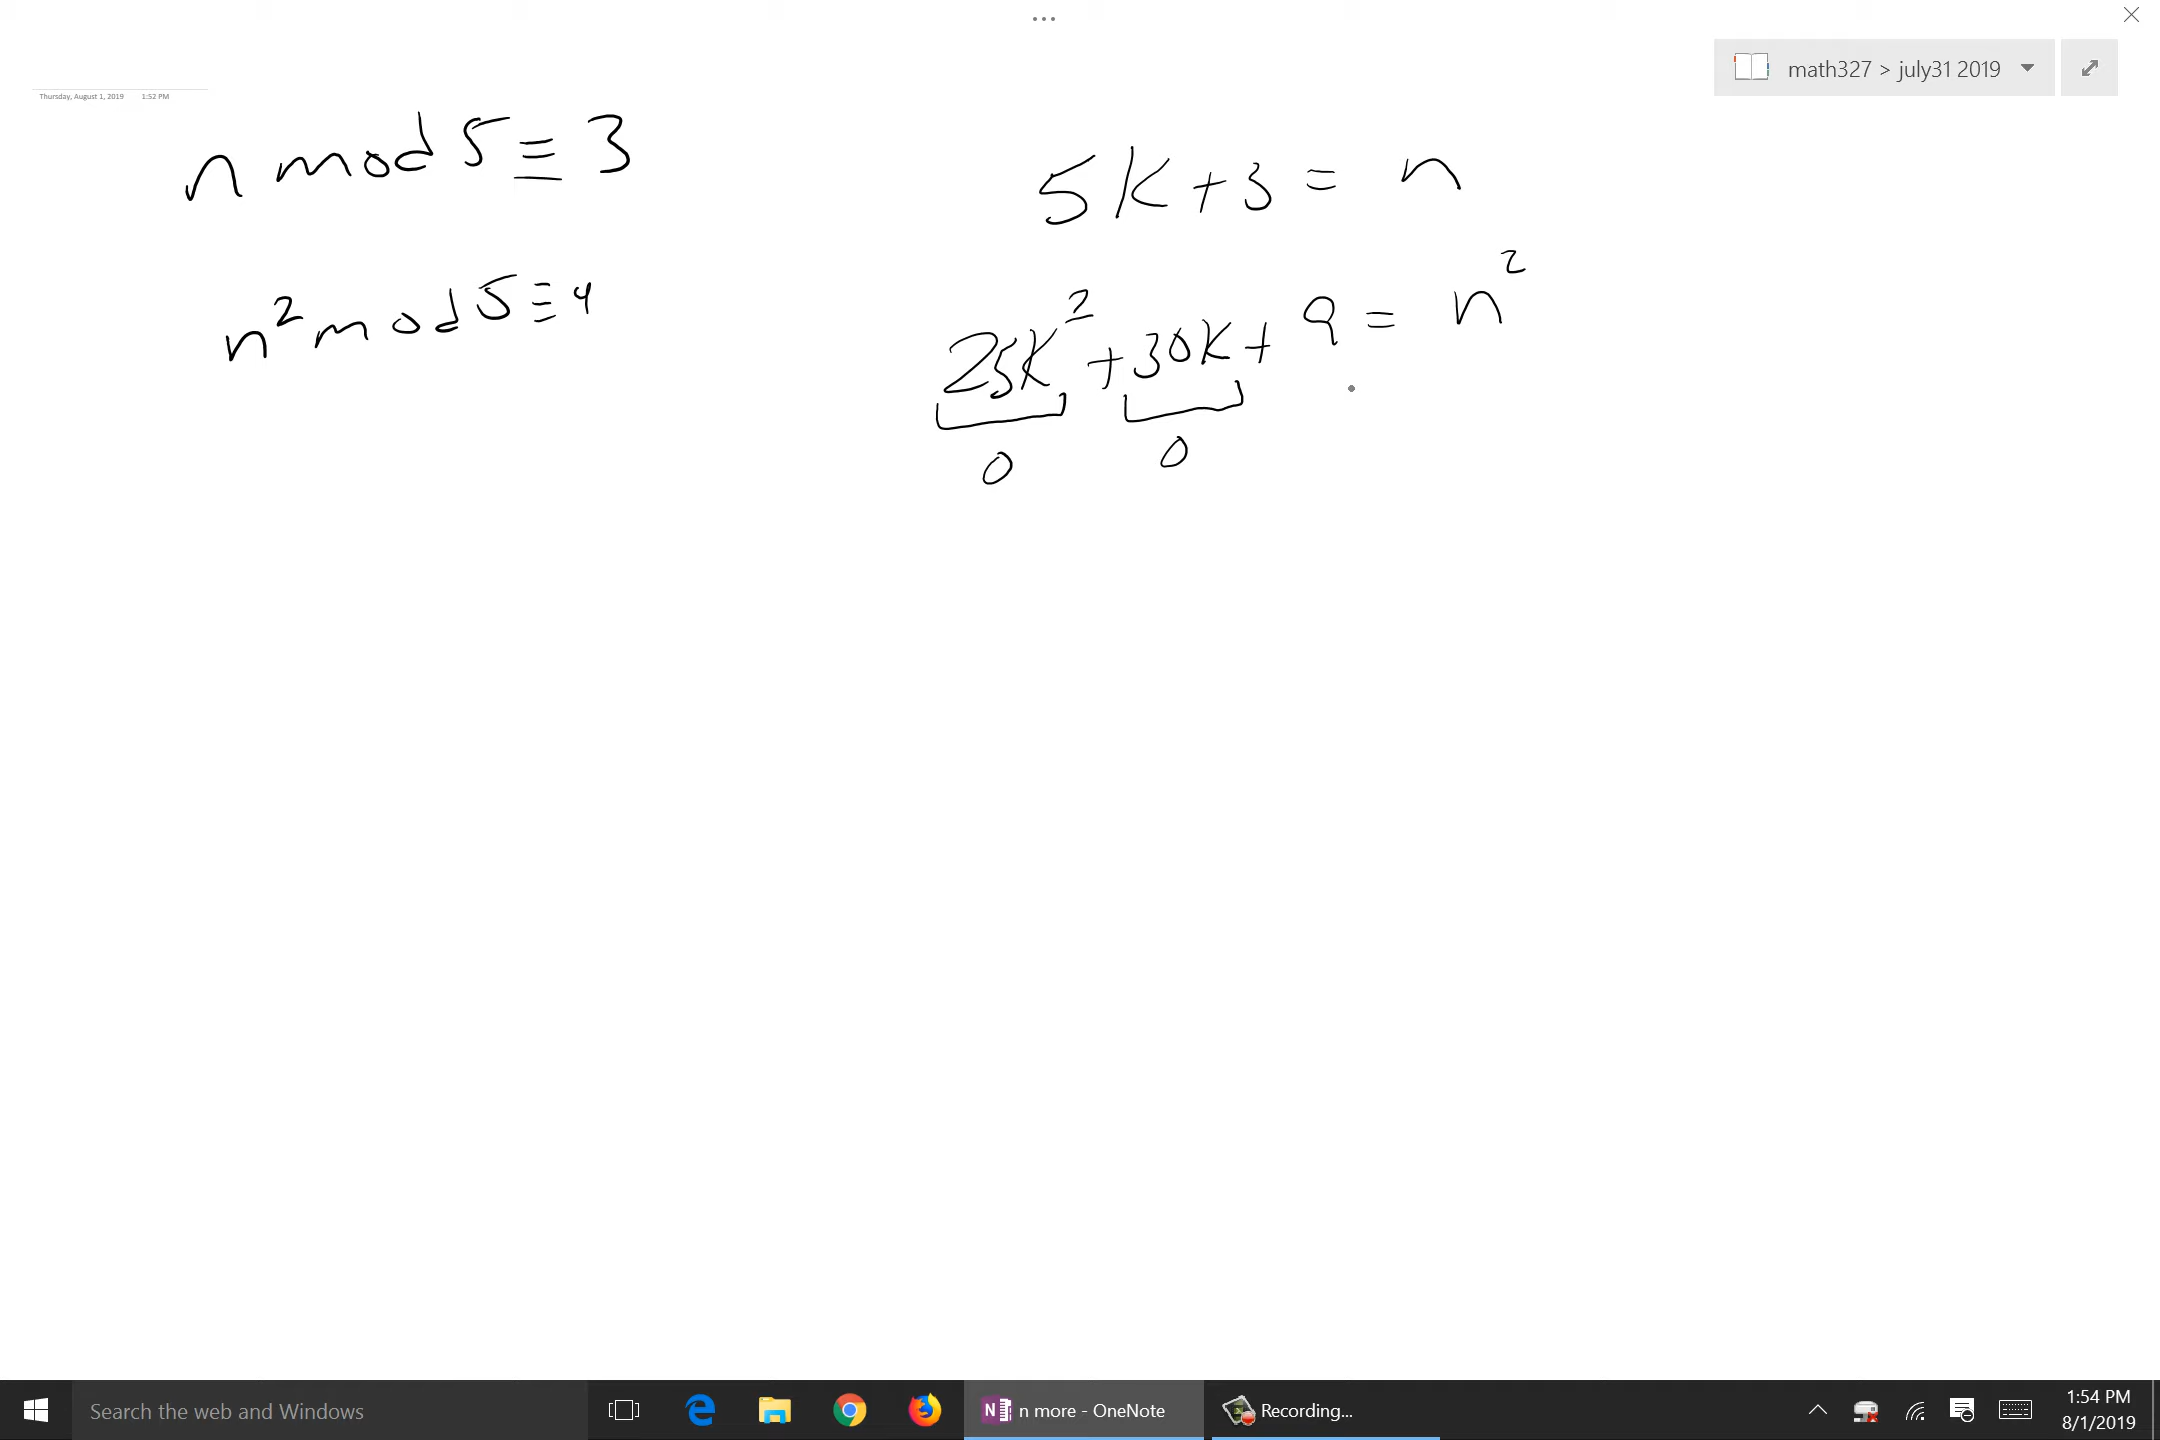 ...
math327 > july31 2019
Thursday, August 1, 2019 1:52 PM
n mod 5 ≡ 3
5K+3 = n
n² mod 5 ≡ 4
25K² + 30K + 9 = n²
0 0
Search the web and Windows
n more - OneNote
Recording...
1:54 PM
8/1/2019